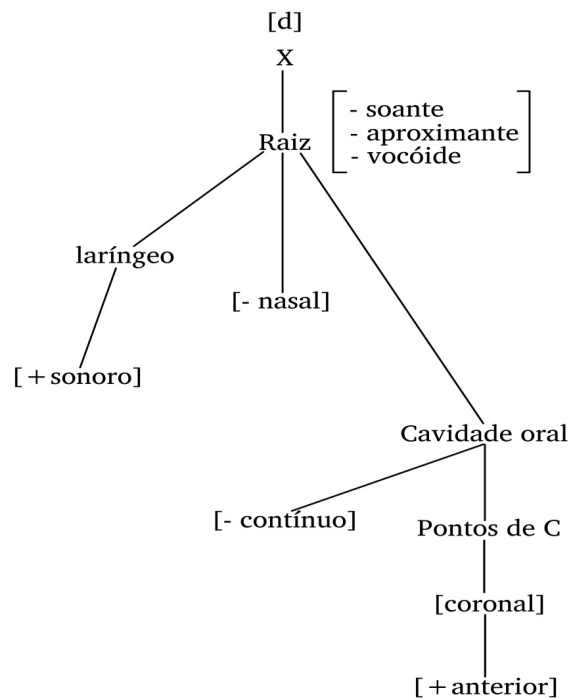 [d]
X
- soante
- aproximante
- vocóide
Raiz
laríngeo
[- nasal]
[+sonoro]
Cavidade oral
[- contínuo]
Pontos de C
[coronal]
[+anterior]